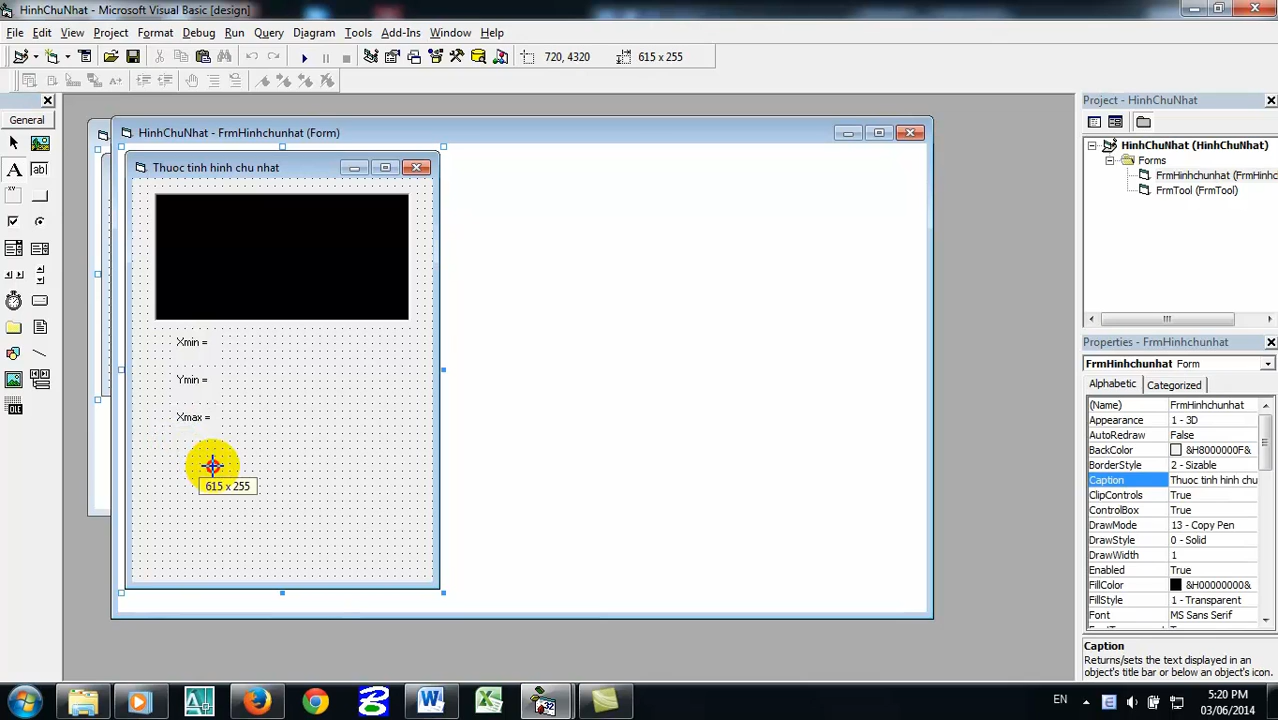 HinhChuNhat - Microsoft Visual Basic [design]
File Edit View Project Format Debug Run Query Diagram Tools Add-Ins Window Help
720, 4320 615 x 255
General
HinhChuNhat - FrmHinhchunhat (Form)
Thuoc tinh hinh chu nhat
Xmin =
Ymin =
Xmax =
615 x 255
A
ab
XY
OLE
Project - HinhChuNhat
HinhChuNhat (HinhChuNhat)
Forms
FrmHinhchunhat (FrmHinhc
FrmTool (FrmTool)
Properties - FrmHinhchunhat
FrmHinhchunhat Form
Alphabetic Categorized
(Name) FrmHinhchunhat
Appearance 1 - 3D
AutoRedraw False
BackColor &H8000000F&
BorderStyle 2 - Sizable
Caption Thuoc tinh hinh chu
ClipControls True
ControlBox True
DrawMode 13 - Copy Pen
DrawStyle 0 - Solid
DrawWidth 1
Enabled True
FillColor &H00000000&
FillStyle 1 - Transparent
Font MS Sans Serif
Caption
Returns/sets the text displayed in an
object's title bar or below an object's icon.
32
EN
5:20 PM
03/06/2014